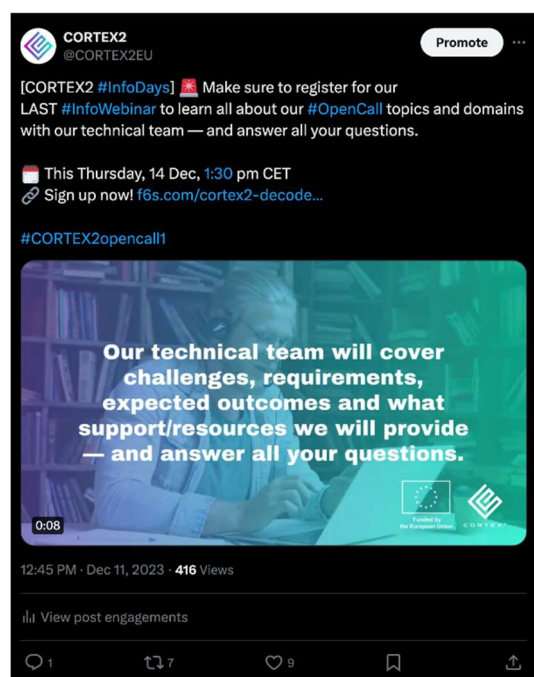 CORTEX2
@CORTEX2EU
Promote
[CORTEX2 #InfoDays] 🚨 Make sure to register for our
LAST #InfoWebinar to learn all about our #OpenCall topics and domains
with our technical team — and answer all your questions.
🗓️ This Thursday, 14 Dec, 1:30 pm CET
🔗 Sign up now! f6s.com/cortex2-decode...
#CORTEX2opencall1
Our technical team will cover
challenges, requirements,
expected outcomes and what
support/resources we will provide
— and answer all your questions.
Funded by
the European Union
CORTEX²
0:08
12:45 PM · Dec 11, 2023 · 416 Views
View post engagements
1 7 9